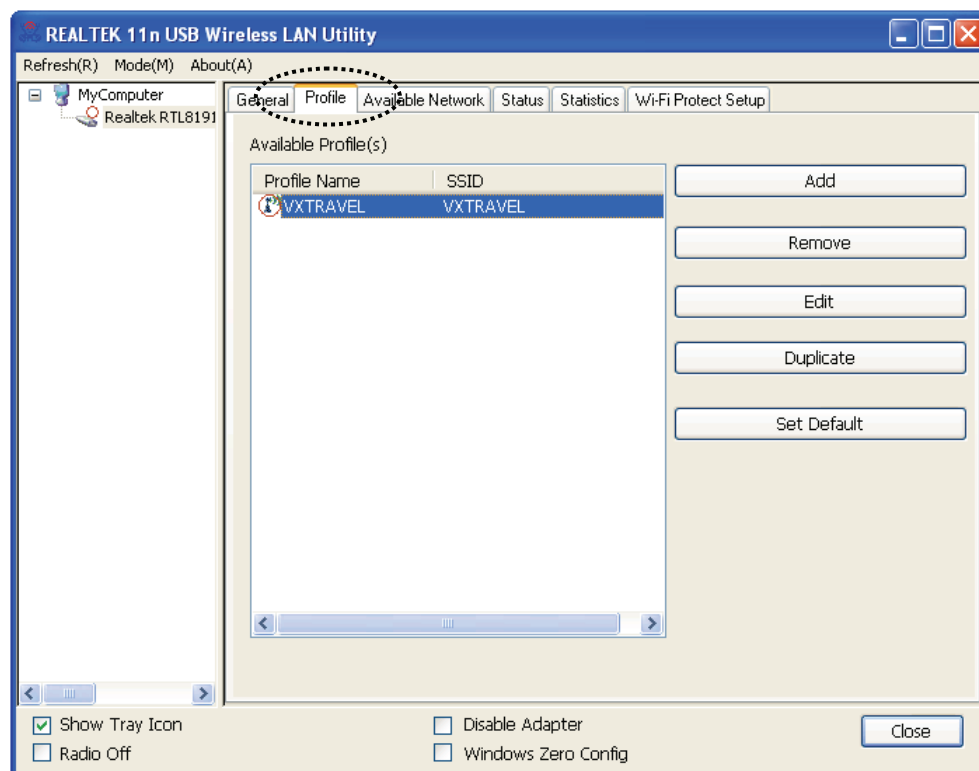 REALTEK 11n USB Wireless LAN Utility
Refresh(R) Mode(M) About(A)
MyComputer
Realtek RTL8191
General Profile Available Network Status Statistics Wi-Fi Protect Setup
Available Profile(s)
Profile Name SSID
VXTRAVEL VXTRAVEL
Add
Remove
Edit
Duplicate
Set Default
Show Tray Icon
Radio Off
Disable Adapter
Windows Zero Config
Close